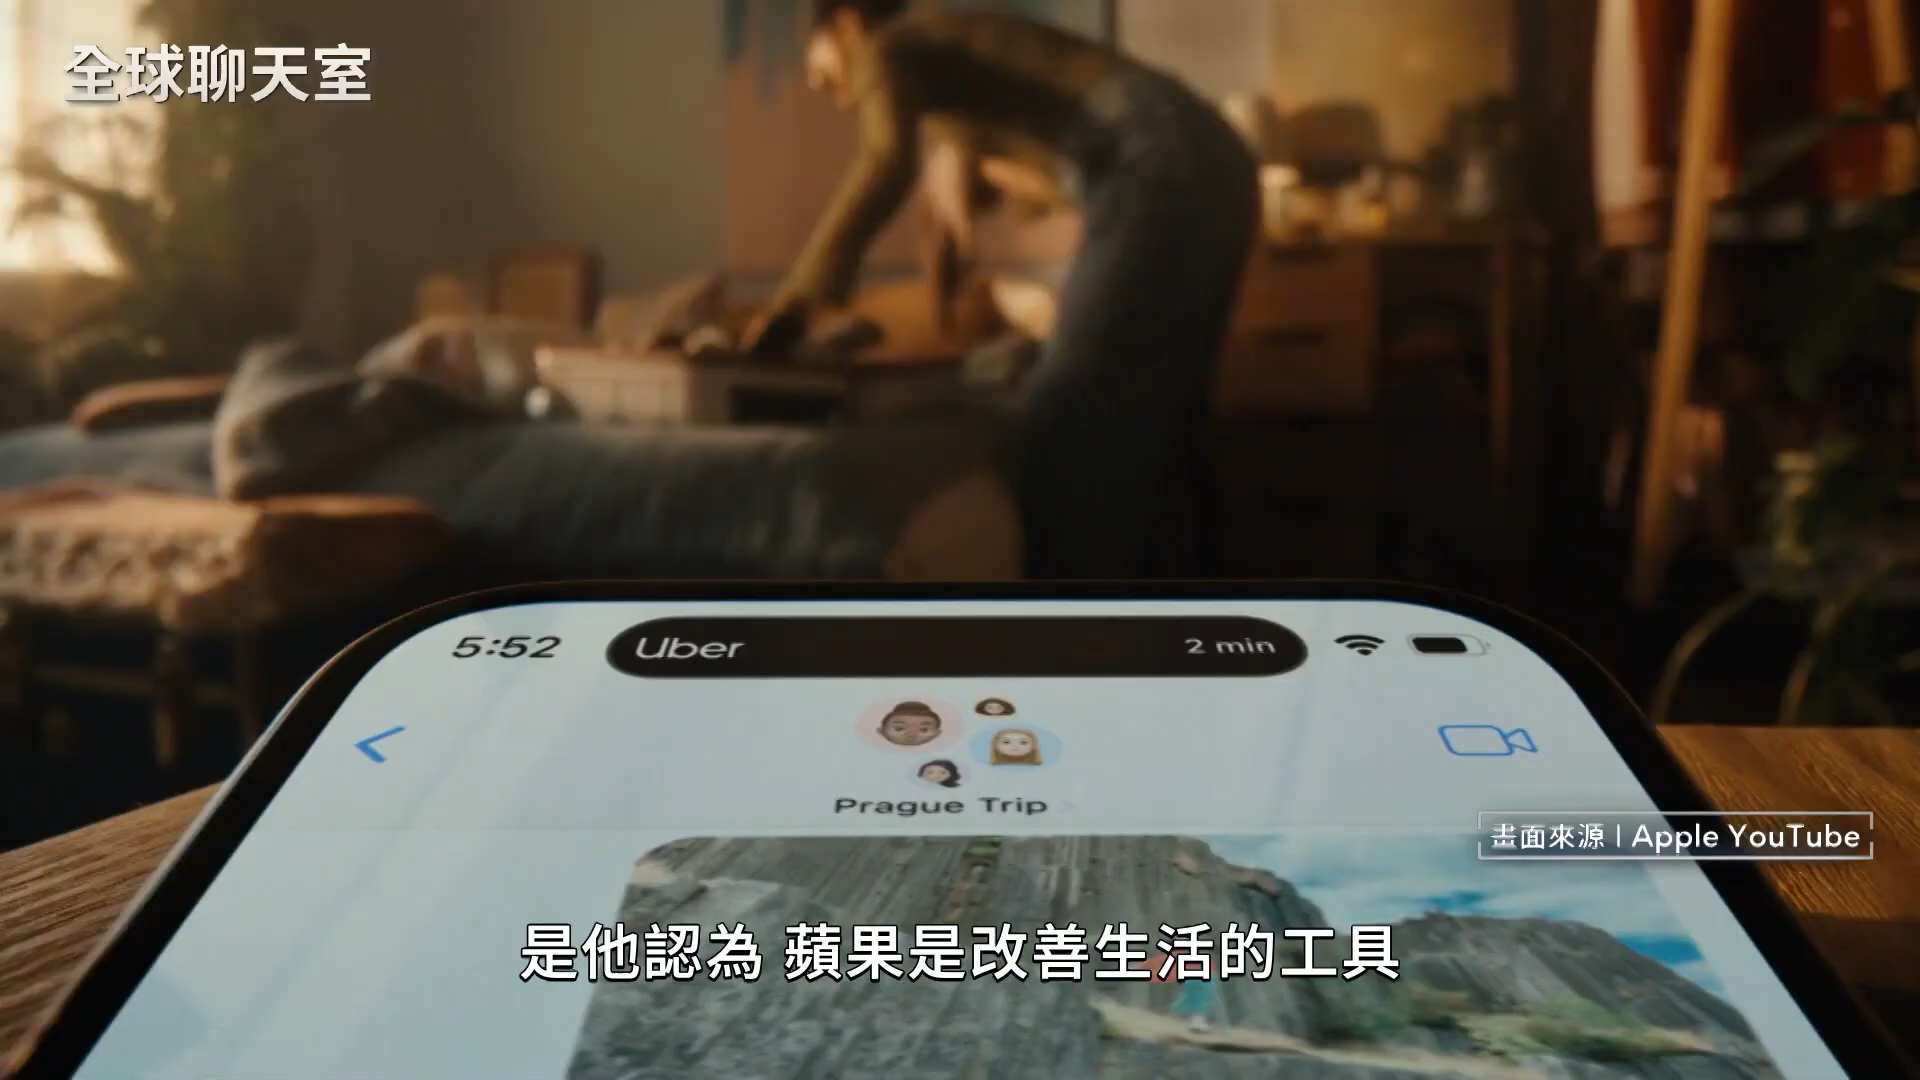 全球聊天室
5:52
Uber
2 min
Prague Trip
畫面來源 | Apple YouTube
是他認為 蘋果是改善生活的工具